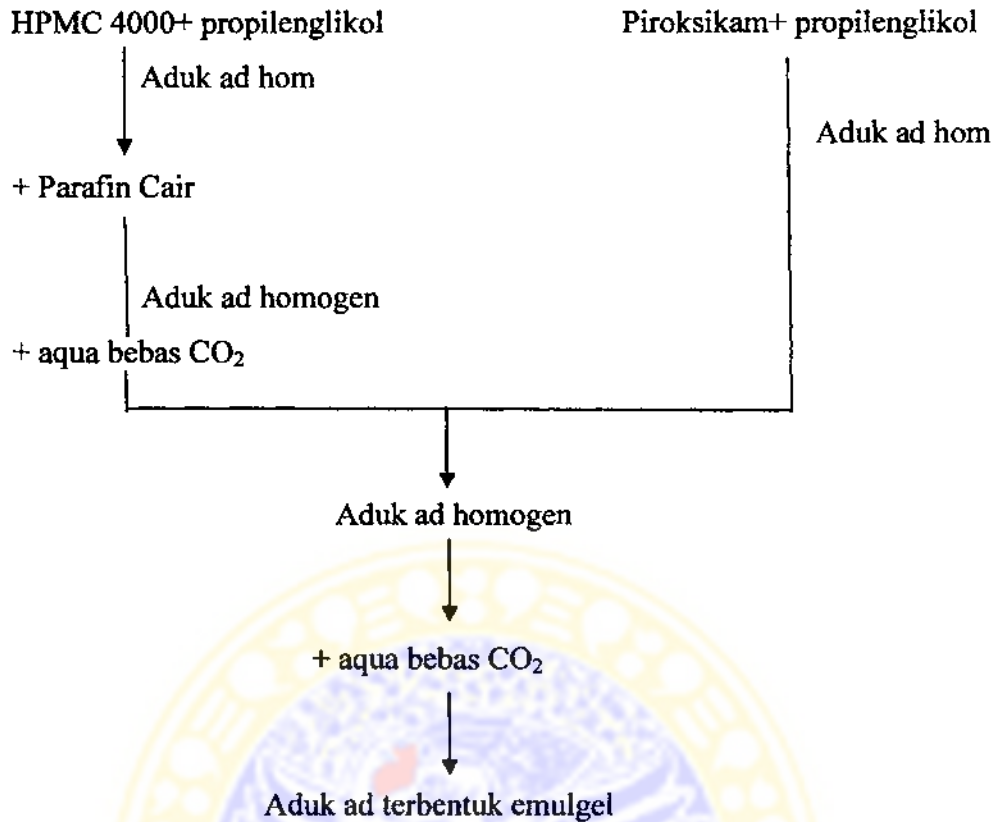 HPMC 4000+ propilenglikol
Piroksikam+ propilenglikol
Aduk ad hom
Aduk ad hom
+ Parafin Cair
Aduk ad homogen
+ aqua bebas CO₂
Aduk ad homogen
+ aqua bebas CO₂
Aduk ad terbentuk emulgel